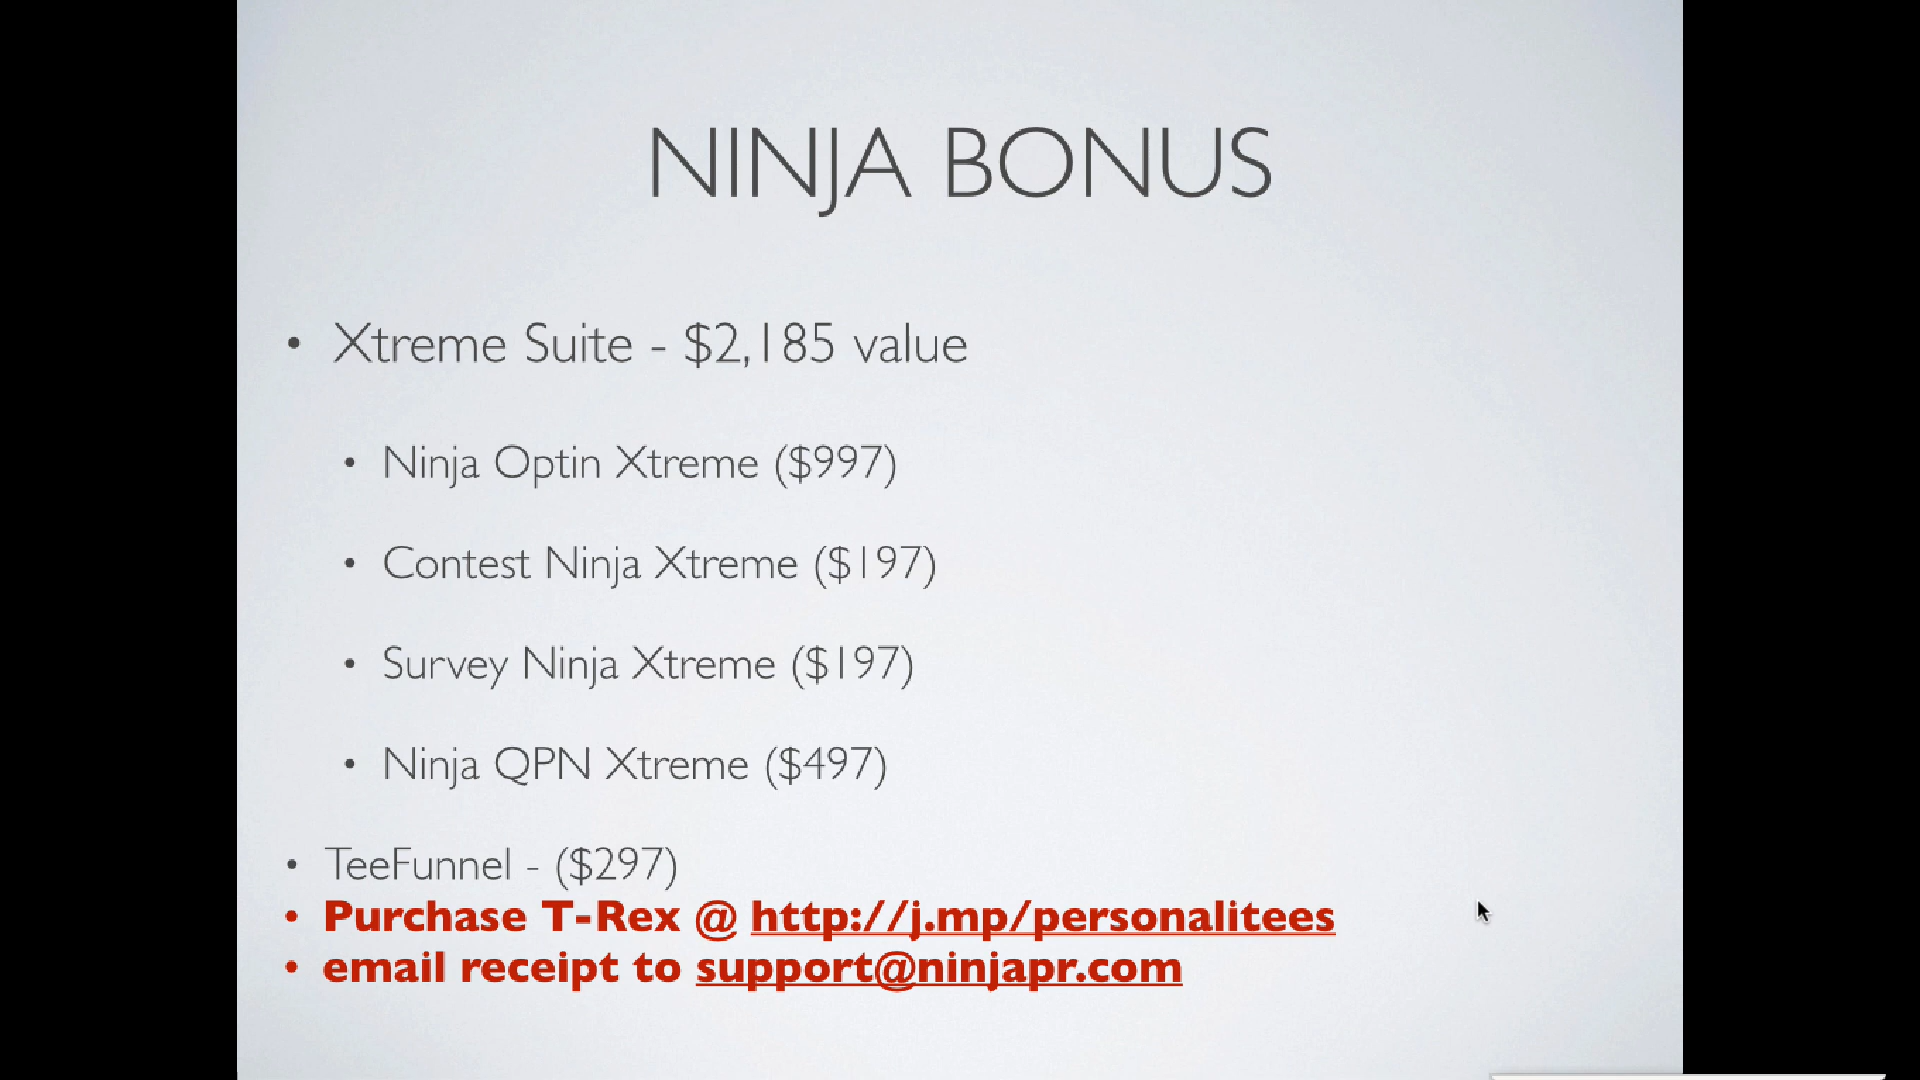 NINJA BONUS
• Xtreme Suite - $2,185 value
• Ninja Optin Xtreme ($997)
• Contest Ninja Xtreme ($197)
• Survey Ninja Xtreme ($197)
• Ninja QPN Xtreme ($497)
• TeeFunnel - ($297)
• Purchase T-Rex @ http://j.mp/personalitees
• email receipt to support@ninjapr.com